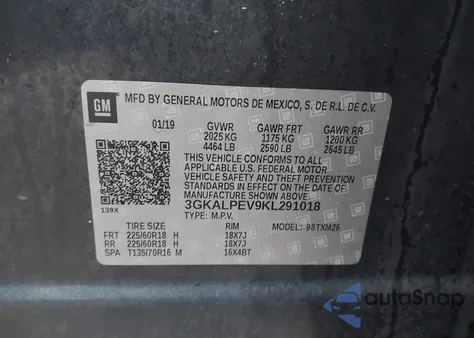 GM MFD BY GENERAL MOTORS DE MEXICO, S. DE R.L. DE C.V.
01/19 GVWR GAWR FRT GAWR RR
2025 KG 1175 KG 1200 KG
4464 LB 2590 LB 2645 LB
THIS VEHICLE CONFORMS TO ALL APPLICABLE
U.S. FEDERAL MOTOR VEHICLE SAFETY AND THEFT
PREVENTION STANDARDS IN EFFECT ON THE DATE
OF MANUFACTURE SHOWN ABOVE.
3GKALPEV9KL291018
139X TYPE: M.P.V.
TIRE SIZE RIM MODEL: 98TXM26
FRT 225/60R18 H 18X7J
RR 225/60R18 H 18X7J
SPA T135/70R16 M 16X4BT
autoSnap